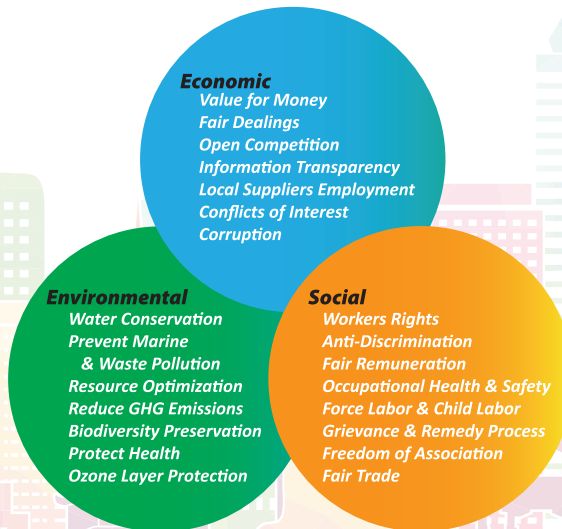 Economic
Value for Money
Fair Dealings
Open Competition
Information Transparency
Local Suppliers Employment
Conflicts of Interest
Corruption
Environmental
Water Conservation
Prevent Marine
& Waste Pollution
Resource Optimization
Reduce GHG Emissions
Biodiversity Preservation
Protect Health
Ozone Layer Protection
Social
Workers Rights
Anti-Discrimination
Fair Remuneration
Occupational Health & Safety
Force Labor & Child Labor
Grievance & Remedy Process
Freedom of Association
Fair Trade